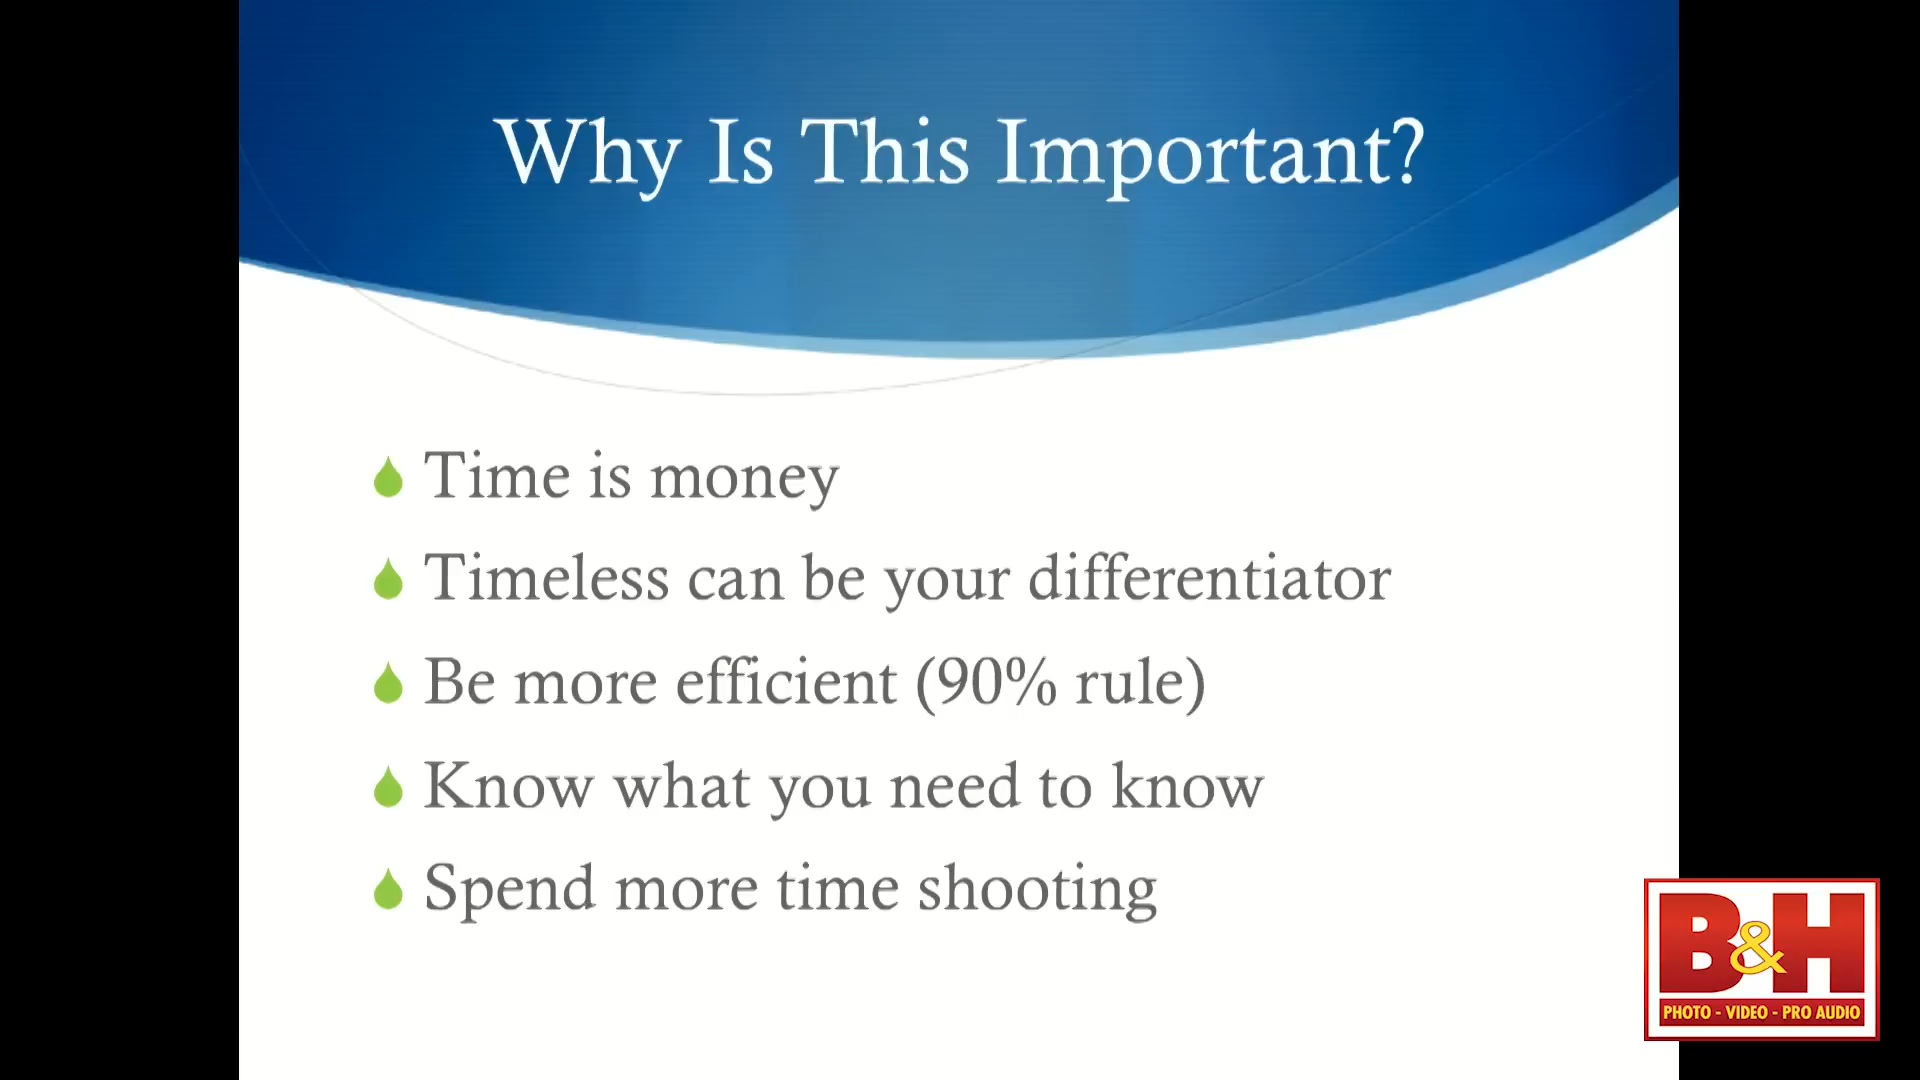 Why Is This Important?
Time is money
Timeless can be your differentiator
Be more efficient (90% rule)
Know what you need to know
Spend more time shooting
B&H
PHOTO - VIDEO - PRO AUDIO